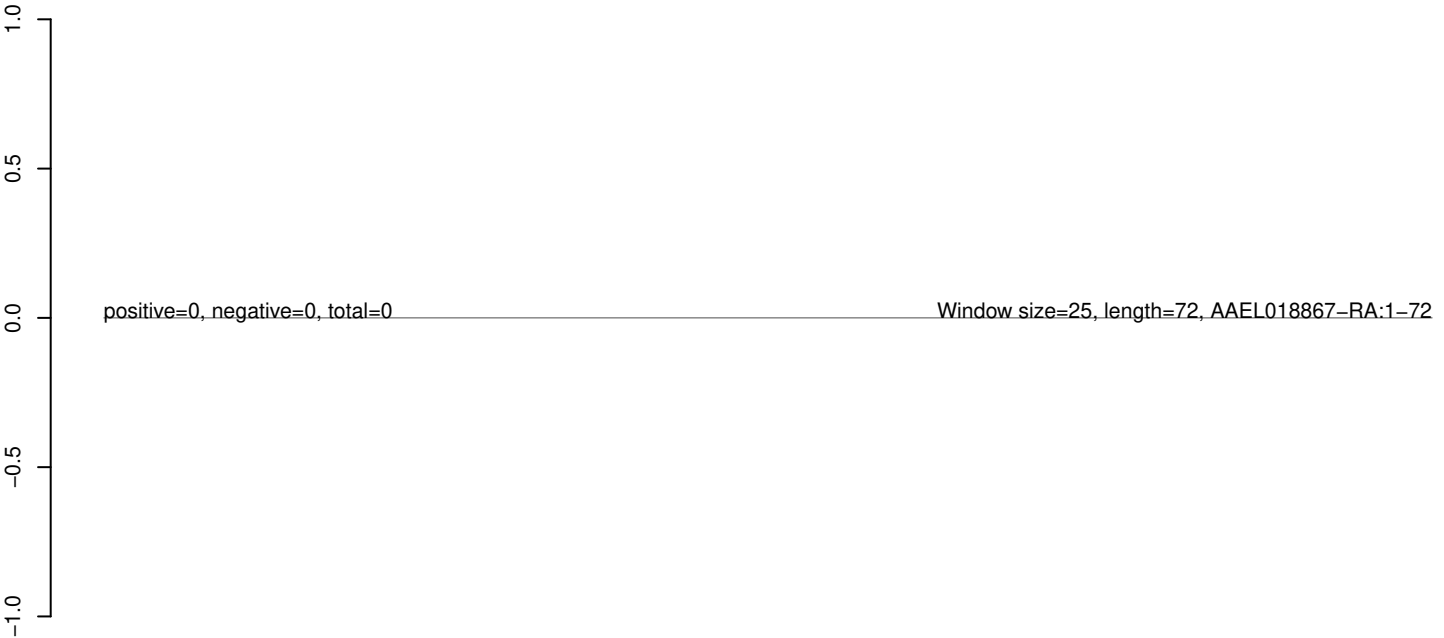 1.0
0.5
0.0
−0.5
−1.0
positive=0, negative=0, total=0
Window size=25, length=72, AAEL018867−RA:1−72